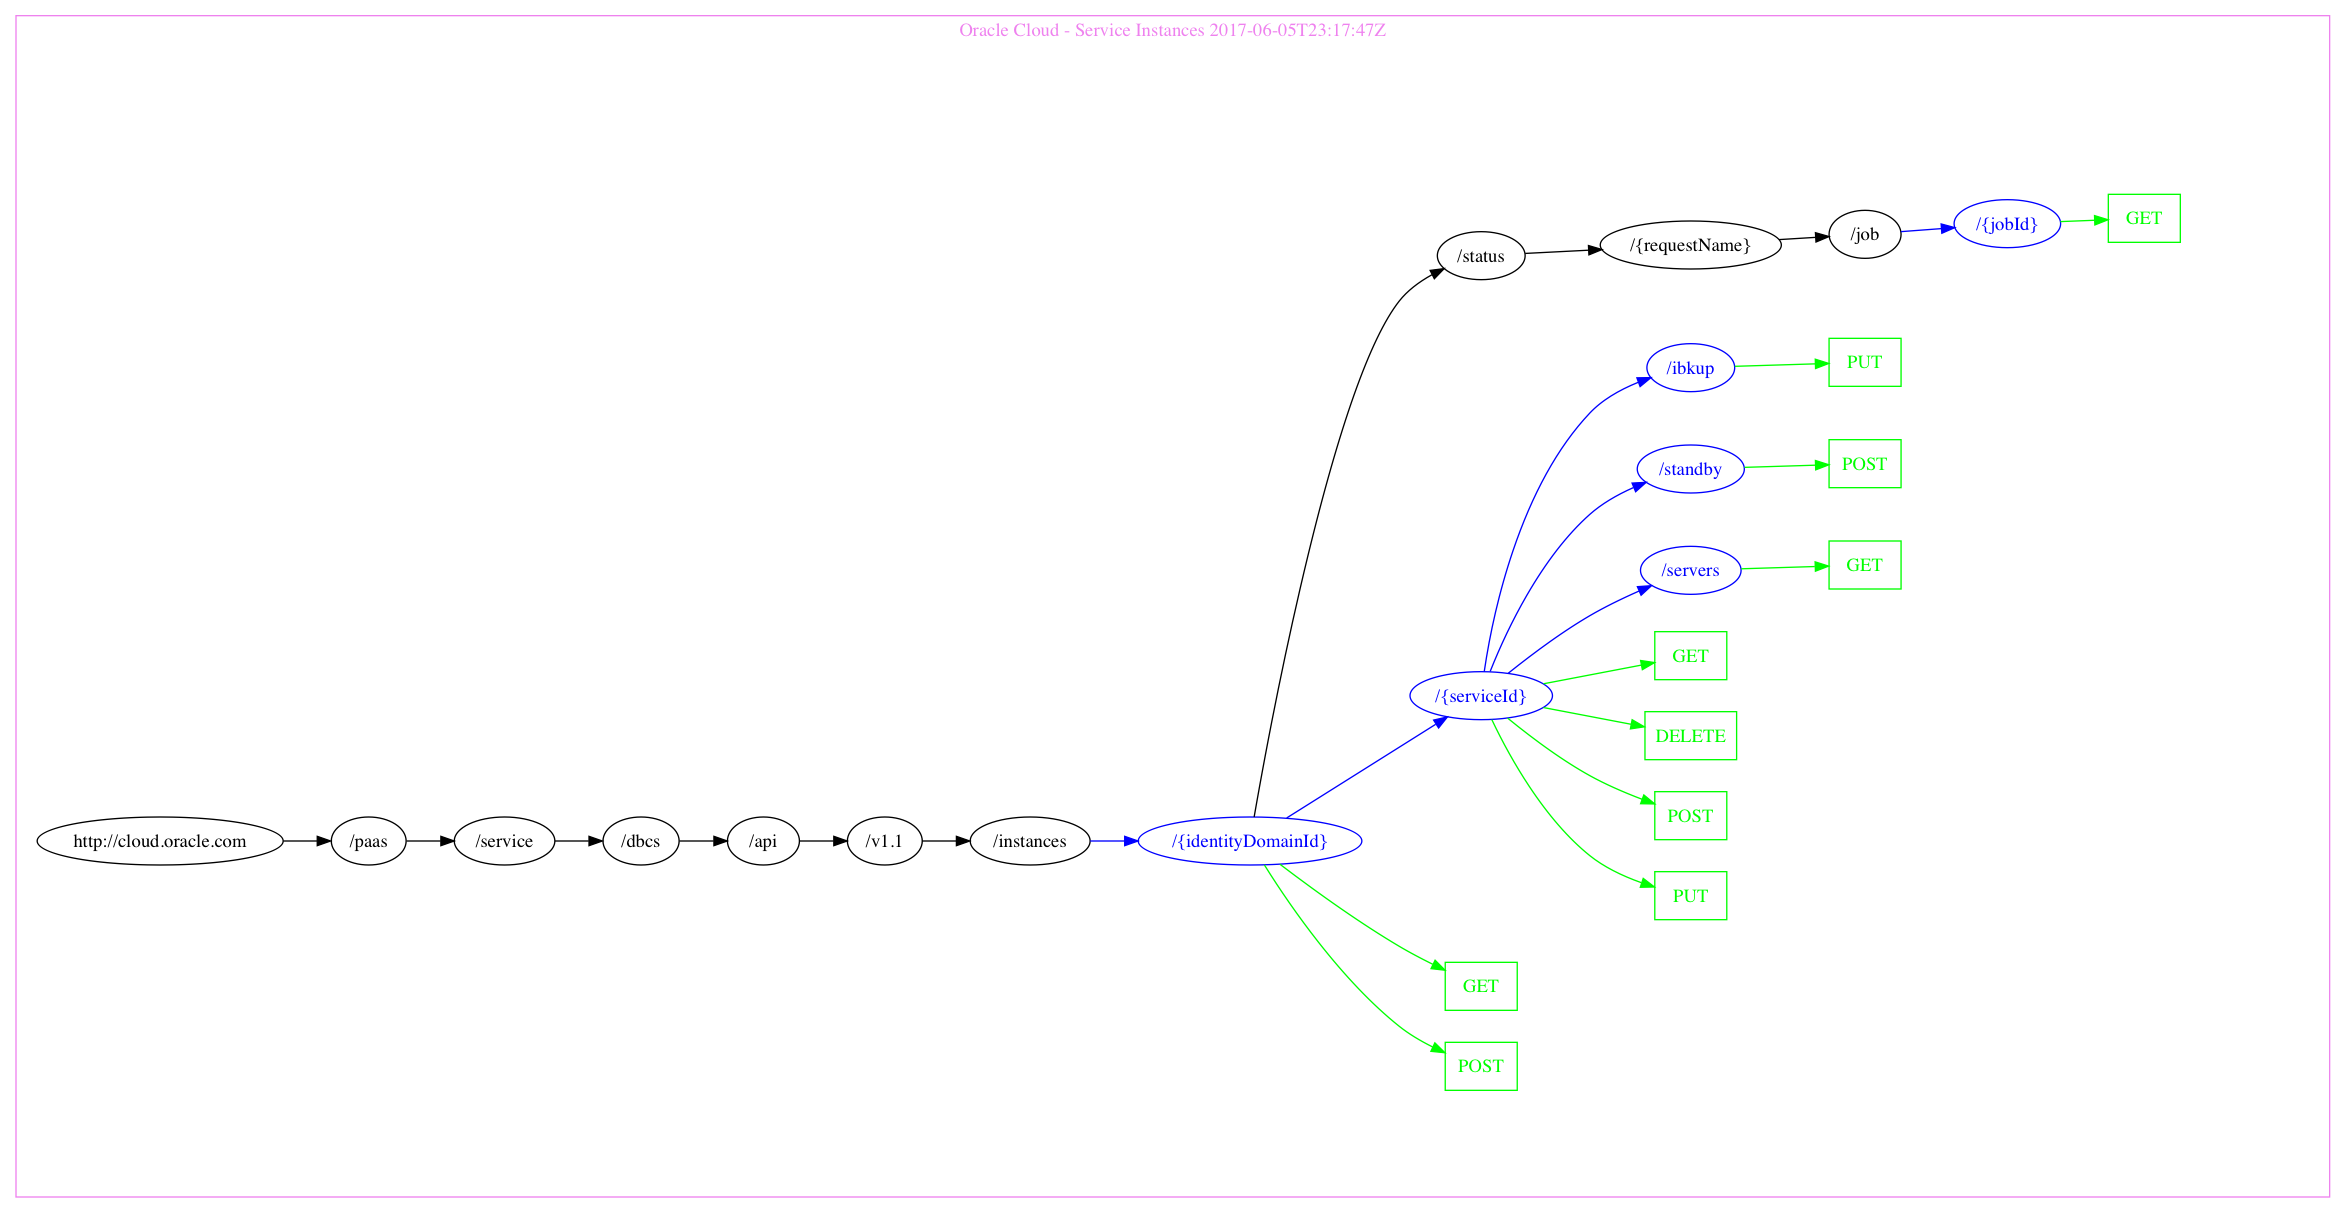 Oracle Cloud - Service Instances 2017-06-05T23:17:47Z
/status
/{requestName}
/job
/{jobId}
GET
/ibkup
PUT
/standby
POST
/servers
GET
GET
/{serviceId}
DELETE
POST
http://cloud.oracle.com
/paas
/service
/dbcs
/api
/v1.1
/instances
/{identityDomainId}
PUT
GET
POST